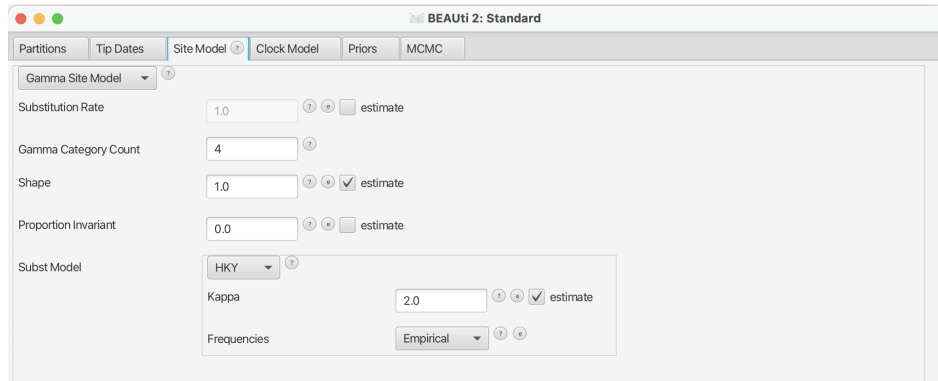 BEAUti 2: Standard
Partitions Tip Dates Site Model ? Clock Model Priors MCMC
Gamma Site Model ?
Substitution Rate 1.0 ? e estimate
Gamma Category Count 4 ?
Shape 1.0 ? e estimate
Proportion Invariant 0.0 ? e estimate
Subst Model HKY ?
Kappa 2.0 ? e estimate
Frequencies Empirical ? e